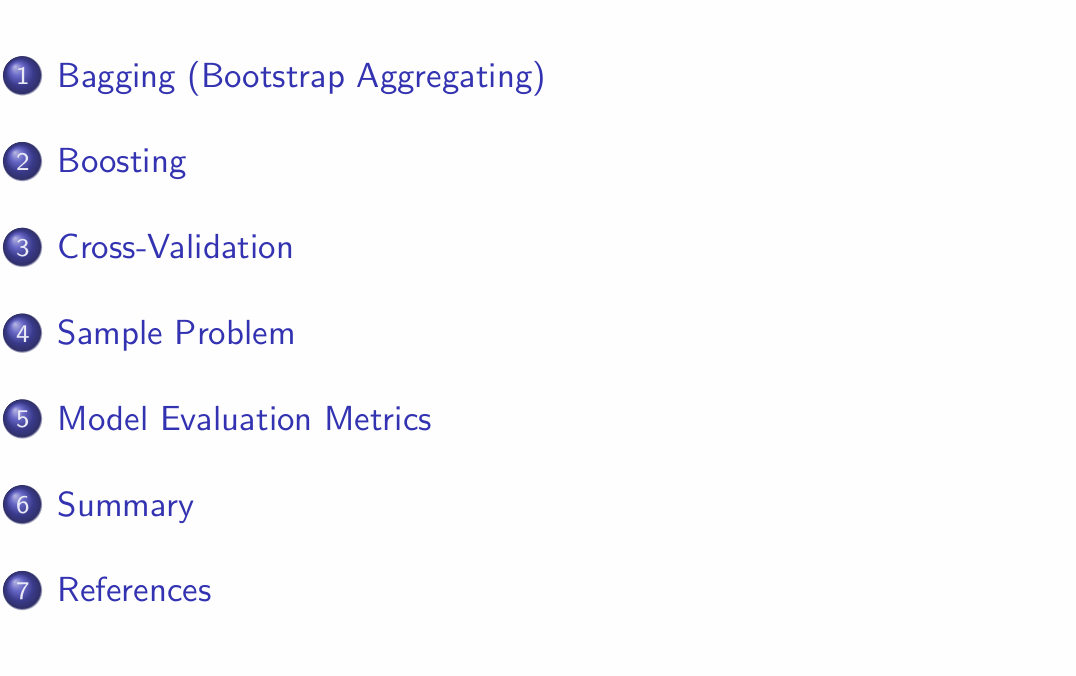 1 Bagging (Bootstrap Aggregating)
2 Boosting
3 Cross-Validation
4 Sample Problem
5 Model Evaluation Metrics
6 Summary
7 References